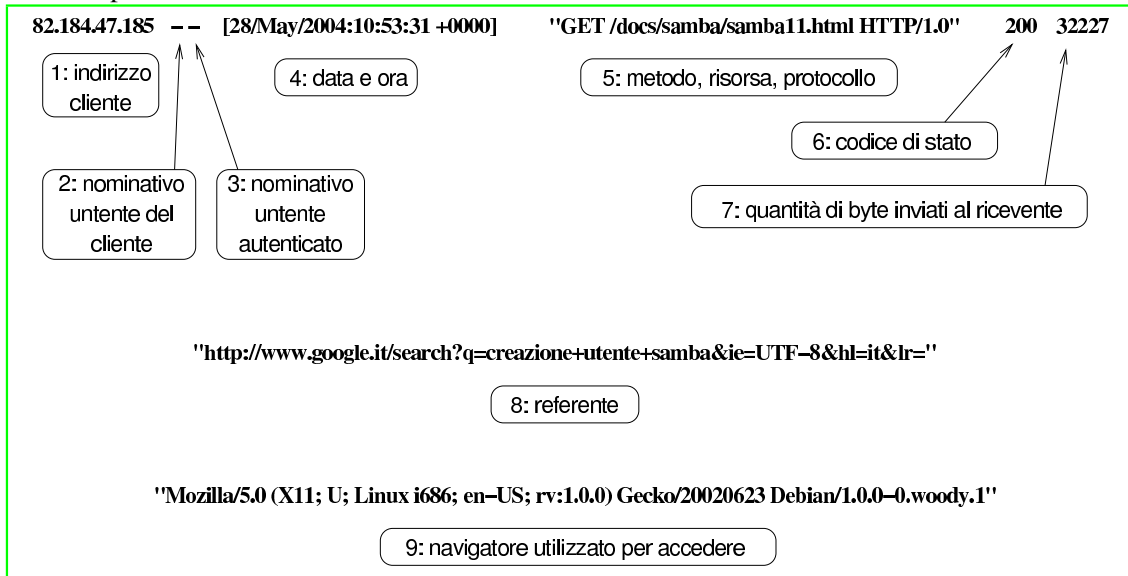 82.184.47.185 – – [28/May/2004:10:53:31 +0000] "GET /docs/samba/samba11.html HTTP/1.0" 200 32227
1: indirizzo
cliente
4: data e ora
5: metodo, risorsa, protocollo
6: codice di stato
2: nominativo
untente del
cliente
3: nominativo
untente
autenticato
7: quantità di byte inviati al ricevente
"http://www.google.it/search?q=creazione+utente+samba&ie=UTF–8&hl=it&lr="
8: referente
"Mozilla/5.0 (X11; U; Linux i686; en–US; rv:1.0.0) Gecko/20020623 Debian/1.0.0–0.woody.1"
9: navigatore utilizzato per accedere